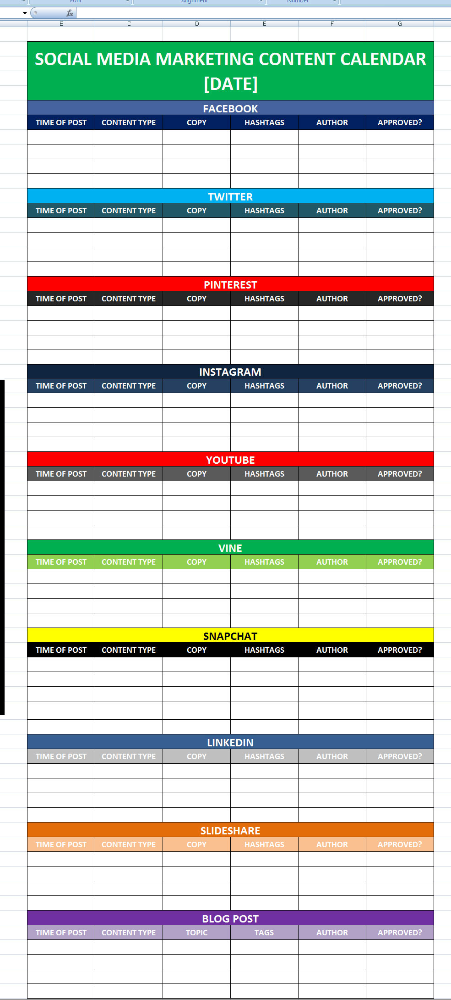 Font Alignment Number
fx
B C D E F G
SOCIAL MEDIA MARKETING CONTENT CALENDAR
[DATE]
FACEBOOK
TIME OF POST CONTENT TYPE COPY HASHTAGS AUTHOR APPROVED?
TWITTER
TIME OF POST CONTENT TYPE COPY HASHTAGS AUTHOR APPROVED?
PINTEREST
TIME OF POST CONTENT TYPE COPY HASHTAGS AUTHOR APPROVED?
INSTAGRAM
TIME OF POST CONTENT TYPE COPY HASHTAGS AUTHOR APPROVED?
YOUTUBE
TIME OF POST CONTENT TYPE COPY HASHTAGS AUTHOR APPROVED?
VINE
TIME OF POST CONTENT TYPE COPY HASHTAGS AUTHOR APPROVED?
SNAPCHAT
TIME OF POST CONTENT TYPE COPY HASHTAGS AUTHOR APPROVED?
LINKEDIN
TIME OF POST CONTENT TYPE COPY HASHTAGS AUTHOR APPROVED?
SLIDESHARE
TIME OF POST CONTENT TYPE COPY HASHTAGS AUTHOR APPROVED?
BLOG POST
TIME OF POST CONTENT TYPE TOPIC TAGS AUTHOR APPROVED?